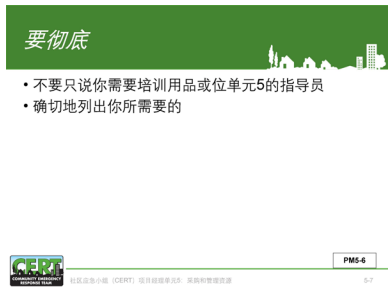 要彻底
• 不要只说你需要培训用品或位单元5的指导员
• 确切地列出你所需要的
PM5-6
CERT
COMMUNITY EMERGENCY
RESPONSE TEAM
社区应急小组（CERT）项目经理单元5: 采购和管理资源
5-7